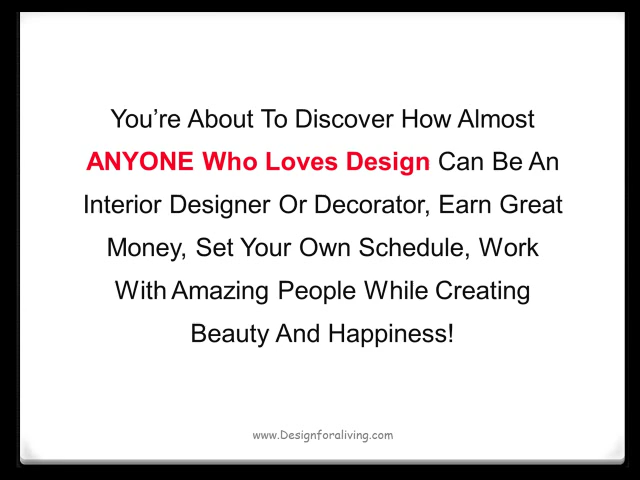 You’re About To Discover How Almost
ANYONE Who Loves Design Can Be An
Interior Designer Or Decorator, Earn Great
Money, Set Your Own Schedule, Work
With Amazing People While Creating
Beauty And Happiness!
www.Designforaliving.com